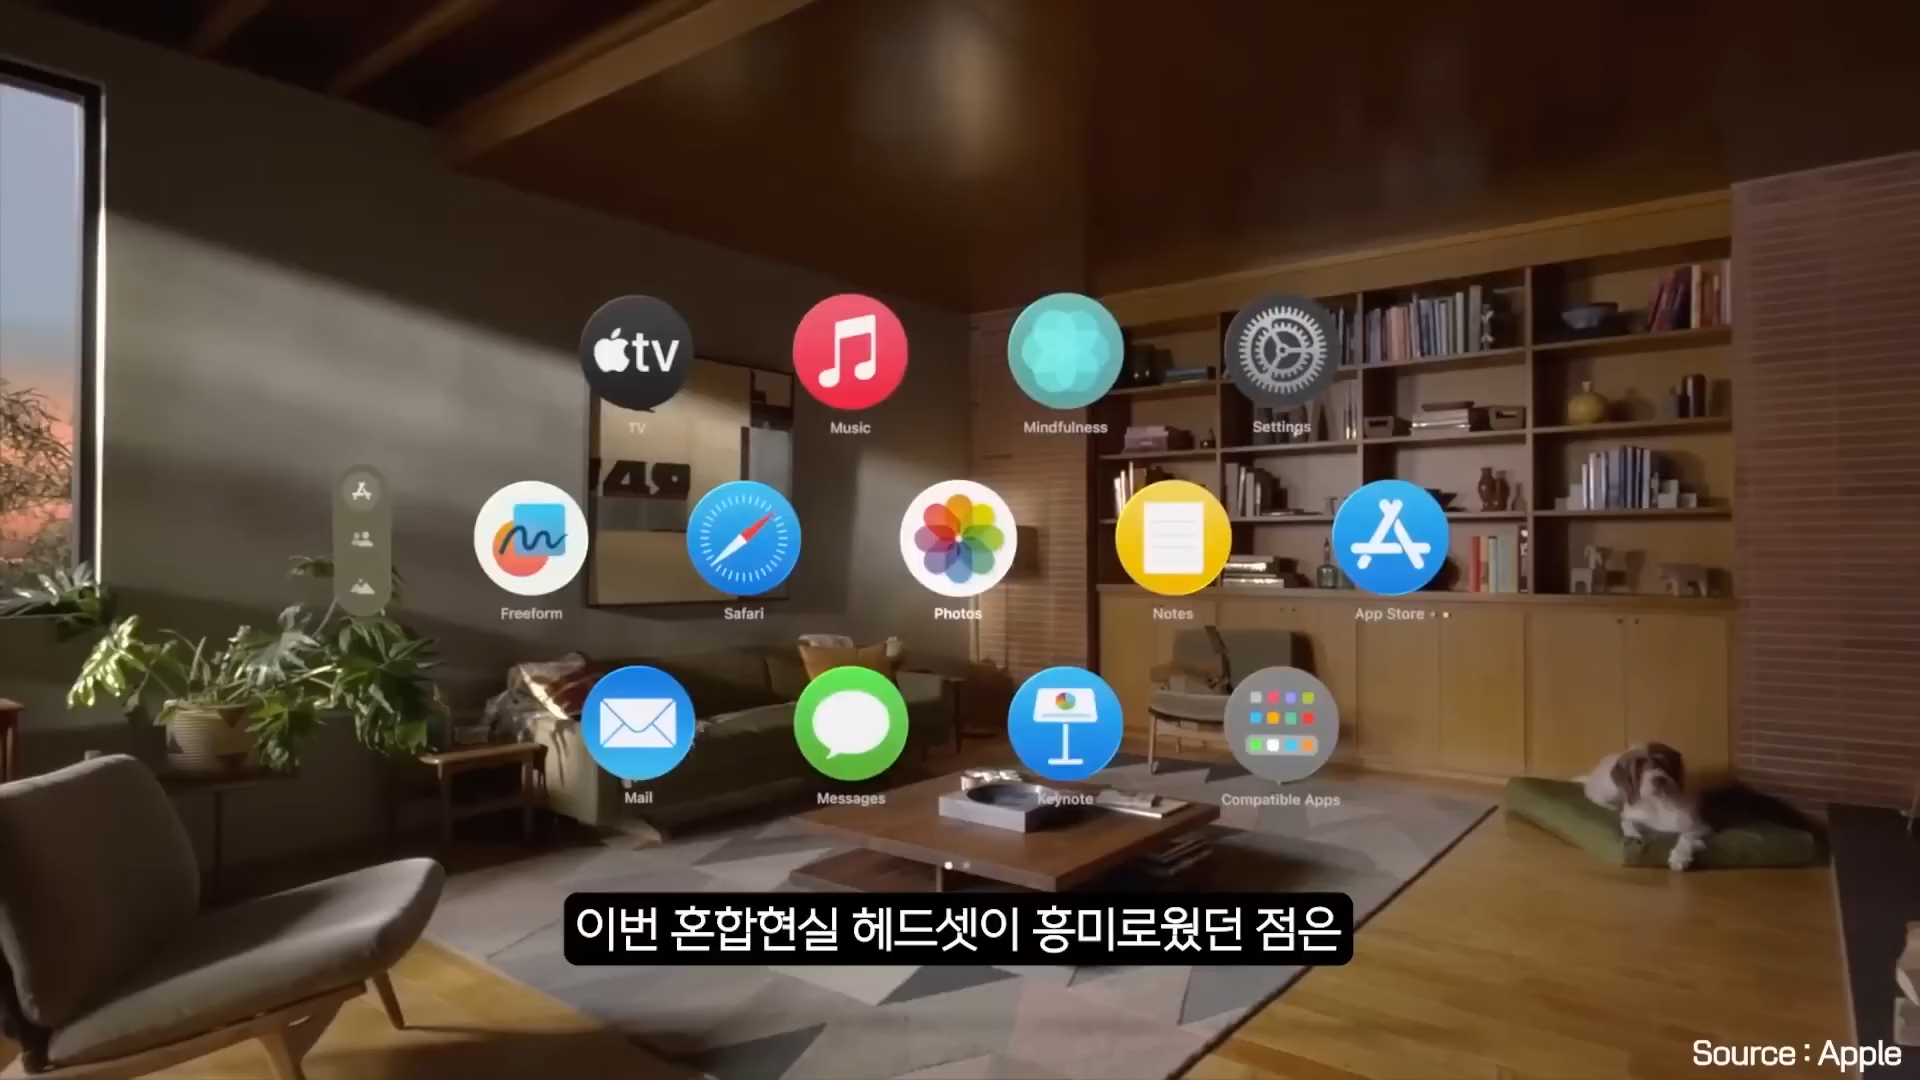 tv
TV
Music
Mindfulness
Settings
Freeform
Safari
Photos
Notes
App Store
Mail
Messages
Keynote
Compatible Apps
이번 혼합현실 헤드셋이 흥미로웠던 점은
Source : Apple